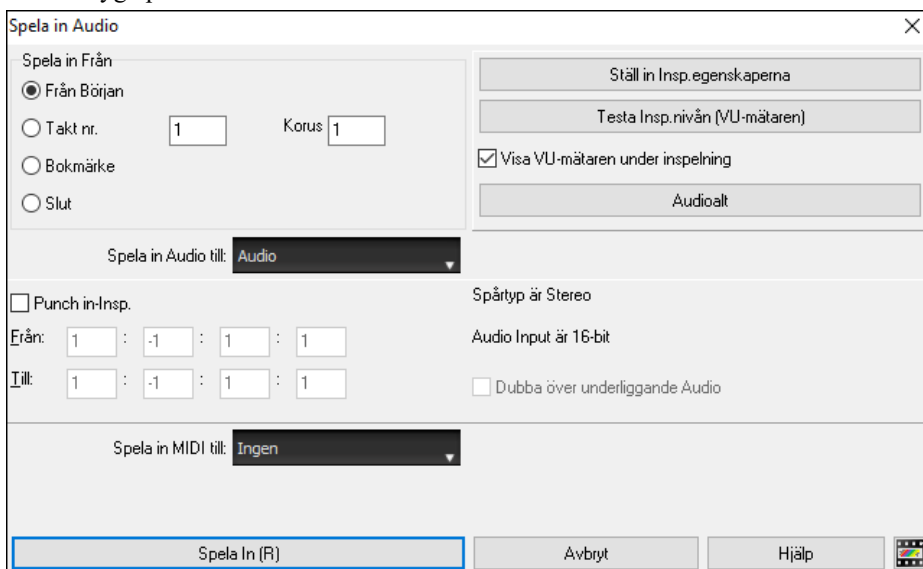 Spela in Audio
Spela in Från
Från Början
Takt nr. 1 Korus 1
Bokmärke
Slut
Ställ in Insp.egenskaperna
Testa Insp.nivån (VU-mätaren)
Visa VU-mätaren under inspelning
Audioalt
Spela in Audio till: Audio
Punch in-Insp.
Från: 1 : -1 : 1 : 1
Till: 1 : -1 : 1 : 1
Spårtyp är Stereo
Audio Input är 16-bit
Dubba över underliggande Audio
Spela in MIDI till: Ingen
Spela In (R)
Avbryt
Hjälp